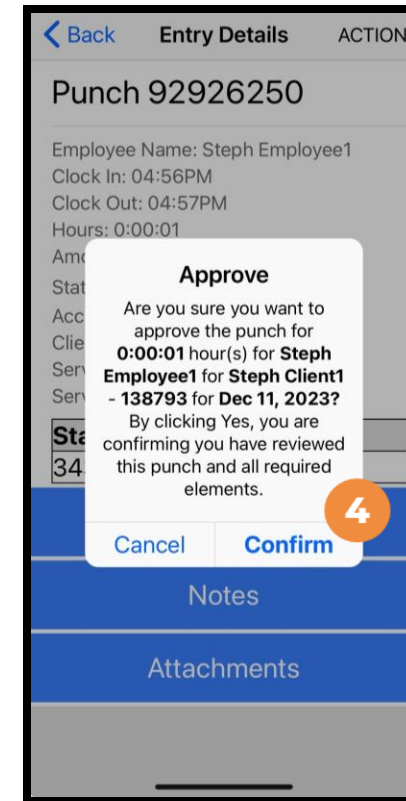 Back Entry Details ACTION
Punch 92926250
Employee Name: Steph Employee1
Clock In: 04:56PM
Clock Out: 04:57PM
Hours: 0:00:01
Approve
Are you sure you want to
approve the punch for
0:00:01 hour(s) for Steph
Employee1 for Steph Client1
- 138793 for Dec 11, 2023?
By clicking Yes, you are
confirming you have reviewed
this punch and all required
elements.
4
Cancel Confirm
Notes
Attachments